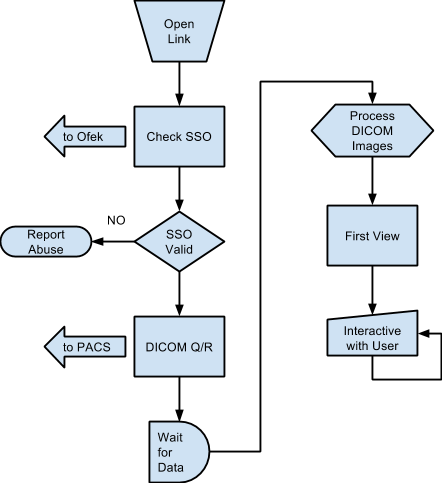 Open
Link
to Ofek
Check SSO
NO
SSO
Valid
Report
Abuse
to PACS
DICOM Q/R
Wait
for
Data
Process
DICOM
Images
First View
Interactive
with User